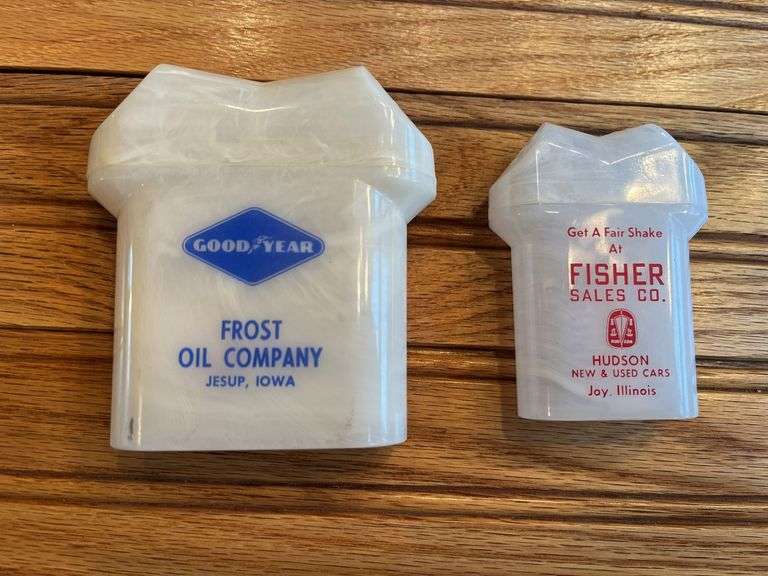 GOOD YEAR
FROST
OIL COMPANY
JESUP, IOWA
Get A Fair Shake
At
FISHER
SALES CO.
HUDSON
NEW & USED CARS
Joy, Illinois